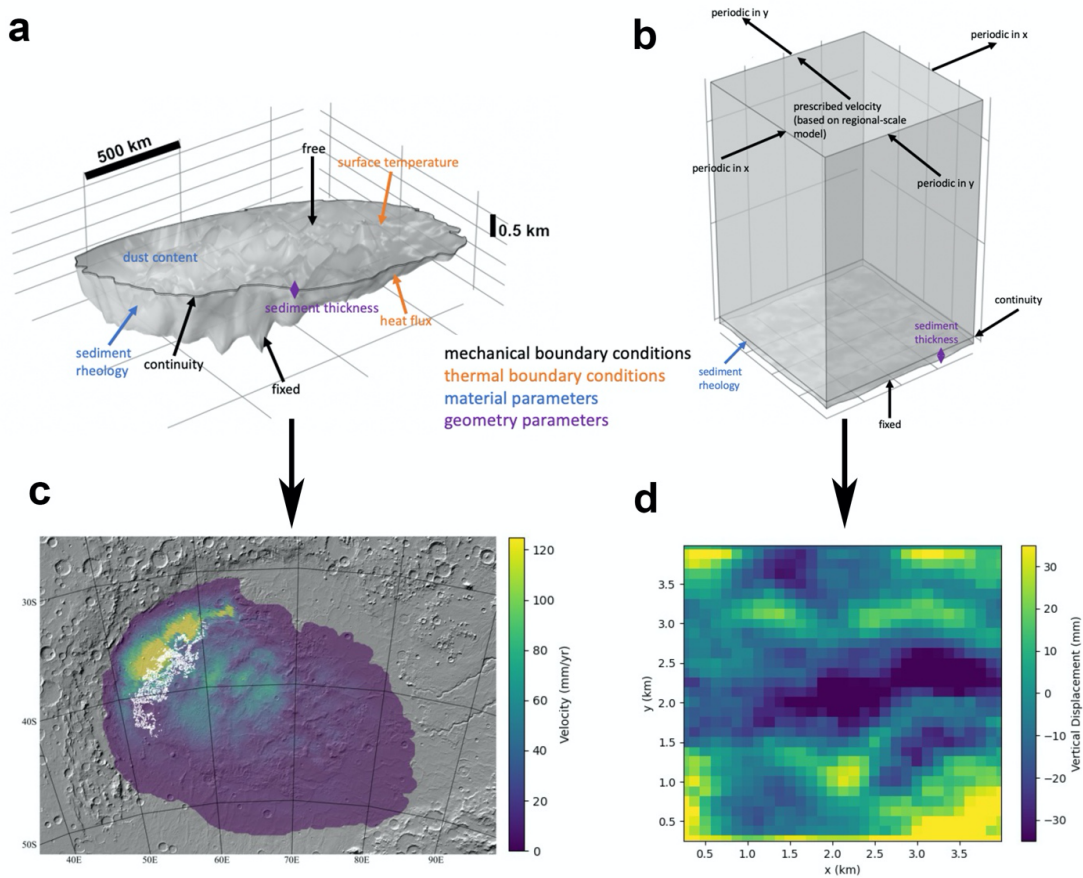 a
500 km
free
surface temperature
0.5 km
dust content
sediment thickness
heat flux
sediment
rheology
continuity
fixed
mechanical boundary conditions
thermal boundary conditions
material parameters
geometry parameters
b
periodic in y
periodic in x
prescribed velocity
(based on regional-scale
model)
periodic in x
periodic in y
continuity
sediment
thickness
sediment
rheology
fixed
c
30S
40S
50S
40E
50E
60E
70E
80E
90E
120
100
80
60
40
20
0
Velocity (mm/yr)
d
3.5
3.0
2.5
2.0
1.5
1.0
0.5
y (km)
0.5
1.0
1.5
2.0
2.5
3.0
3.5
x (km)
30
20
10
0
−10
−20
−30
Vertical Displacement (mm)